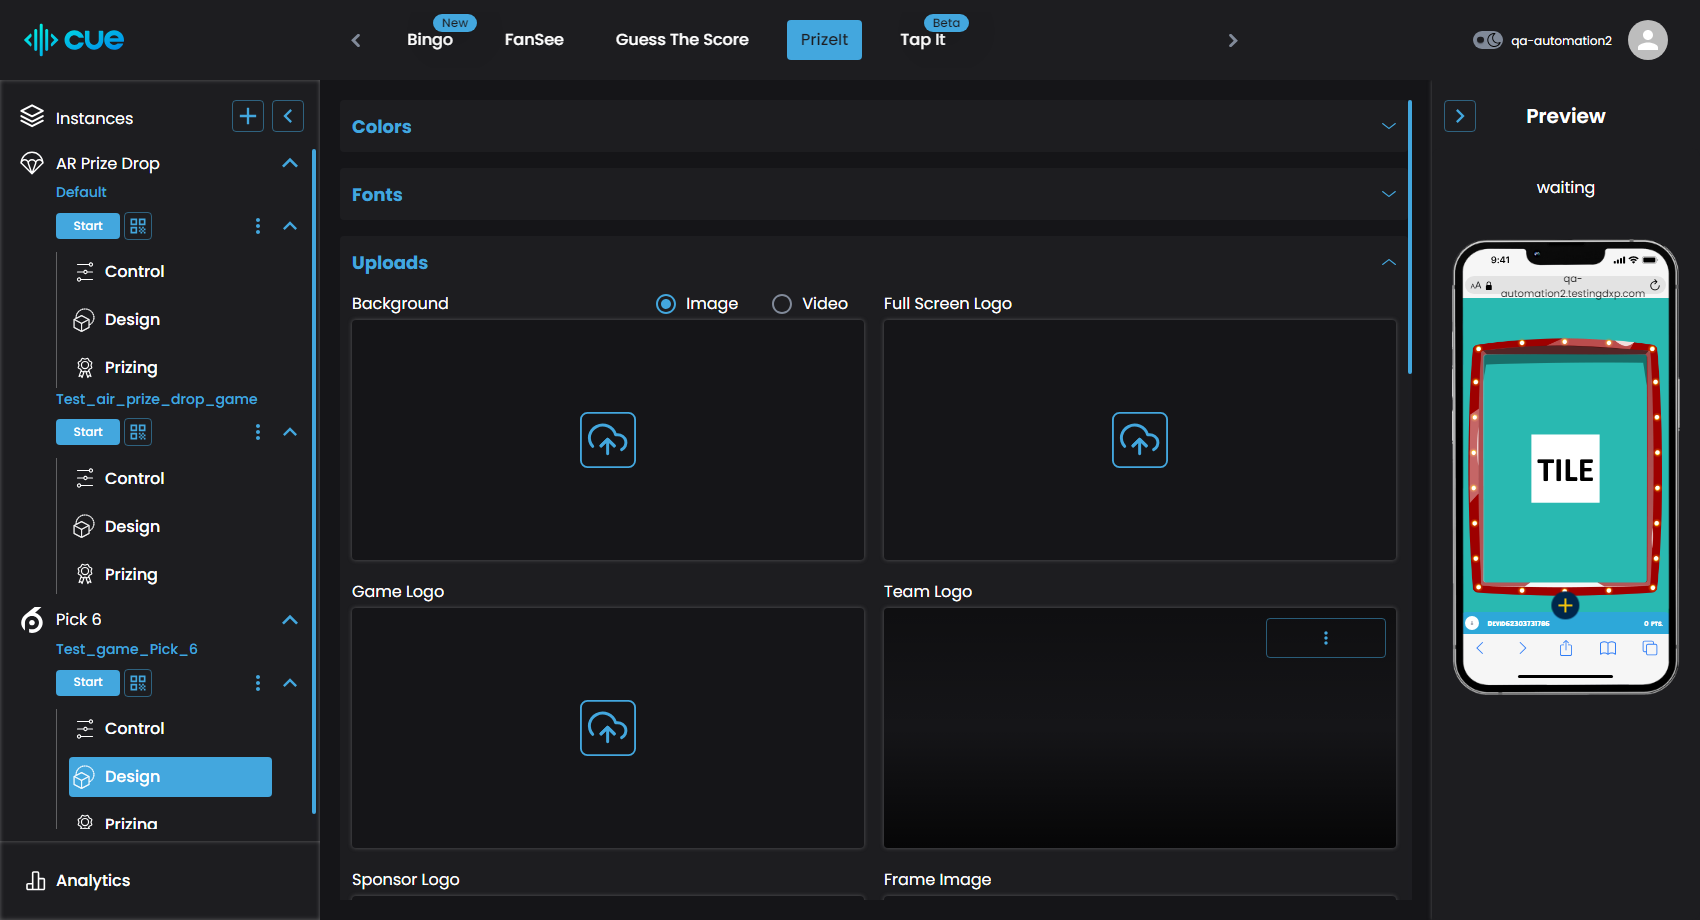 cue
New
Bingo
FanSee
Guess The Score
PrizeIt
Beta
Tap It
qa-automation2
Instances
AR Prize Drop
Default
Start
Control
Design
Prizing
Test_air_prize_drop_game
Start
Control
Design
Prizing
Pick 6
Test_game_Pick_6
Start
Control
Design
Prizing
Analytics
Colors
Fonts
Uploads
Background
Image
Video
Full Screen Logo
Game Logo
Team Logo
Sponsor Logo
Frame Image
Preview
waiting
9:41
AA
qa-
automation2.testingdxp.com
TILE
0 PTS.